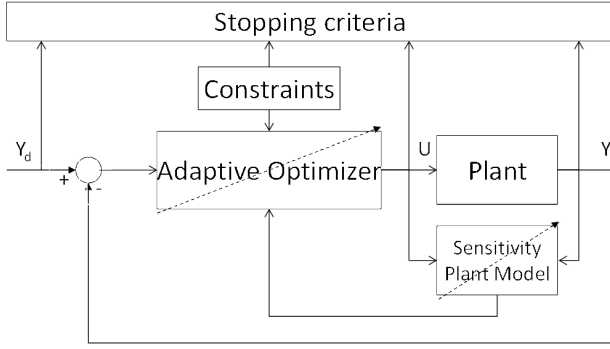 Stopping criteria
Constraints
Y_d
+
-
Adaptive Optimizer
U
Plant
Y
Sensitivity
Plant Model